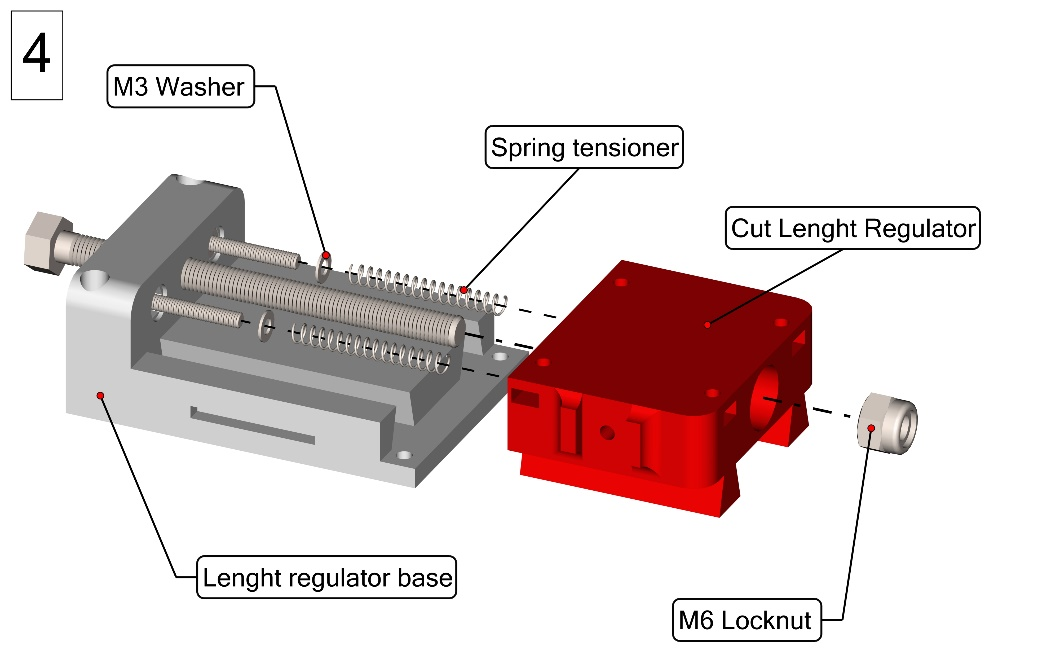 4
M3 Washer
Spring tensioner
Cut Lenght Regulator
Lenght regulator base
M6 Locknut